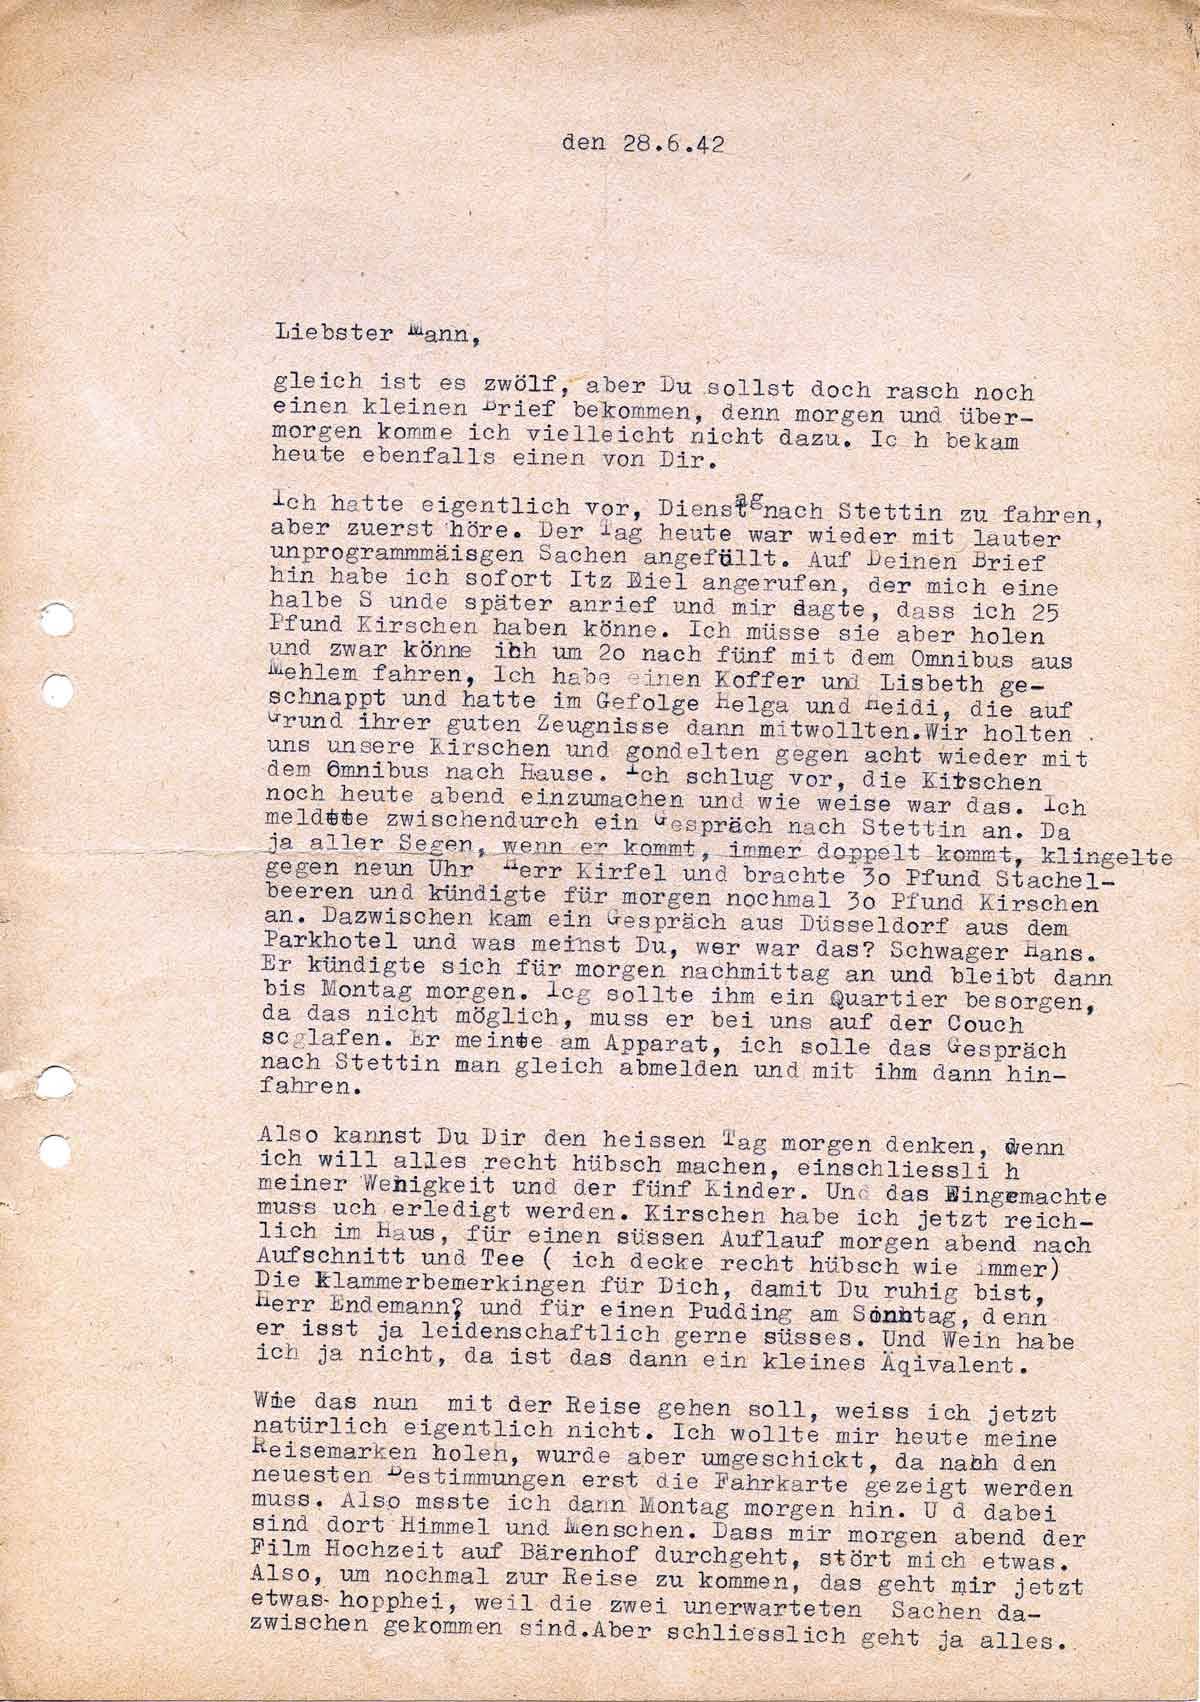 den 28.6.42
Liebster Mann,
gleich ist es zwölf, aber Du sollst doch rasch noch
einen kleinen Brief bekommen, denn morgen und über-
morgen komme ich vielleicht nicht dazu. Ic h bekam
heute ebenfalls einen von Dir.
Ich hatte eigentlich vor, Dienstag nach Stettin zu fahren,
aber zuerst höre. Der Tag heute war wieder mit lauter
unprogrammmäisgen Sachen angefüllt. Auf Deinen Brief
hin habe ich sofort Itz Diel angerufen, der mich eine
halbe S unde später anrief und mir sagte, dass ich 25
Pfund Kirschen haben könne. Ich müsse sie aber holen
und zwar könne ich um 2o nach fünf mit dem Omnibus aus
Mehlem fahren, Ich habe einen Koffer und Lisbeth ge-
schnappt und hatte im Gefolge Helga und Heidi, die auf
Grund ihrer guten Zeugnisse dann mitwollten.Wir holten
uns unsere Kirschen und gondelten gegen acht wieder mit
dem Omnibus nach Hause. Ich schlug vor, die Kirschen
noch heute abend einzumachen und wie weise war das. Ich
meldete zwischendurch ein Gespräch nach Stettin an. Da
ja aller Segen, wenn er kommt, immer doppelt kommt, klingelte
gegen neun Uhr Herr Kirfel und brachte 3o Pfund Stachel-
beeren und kündigte für morgen nochmal 3o Pfund Kirschen
an. Dazwischen kam ein Gespräch aus Düsseldorf aus dem
Parkhotel und was meinst Du, wer war das? Schwager Hans.
Er kündigte sich für morgen nachmittag an und bleibt dann
bis Montag morgen. Icg sollte ihm ein Quartier besorgen,
da das nicht möglich, muss er bei uns auf der Couch
scglafen. Er meinte am Apparat, ich solle das Gespräch
nach Stettin man gleich abmelden und mit ihm dann hin-
fahren.
Also kannst Du Dir den heissen Tag morgen denken, denn
ich will alles recht hübsch machen, einschliessli h
meiner Wenigkeit und der fünf Kinder. Und das Eingemachte
muss uch erledigt werden. Kirschen habe ich jetzt reich-
lich im Haus, für einen süssen Auflauf morgen abend nach
Aufschnitt und Tee ( ich decke recht hübsch wie immer)
Die Klammerbemerkingen für Dich, damit Du ruhig bist,
Herr Endemann? und für einen Pudding am Sonntag, denn
er isst ja leidenschaftlich gerne süsses. Und Wein habe
ich ja nicht, da ist das dann ein kleines Äqivalent.
Wie das nun mit der Reise gehen soll, weiss ich jetzt
natürlich eigentlich nicht. Ich wollte mir heute meine
Reisemarken holen, wurde aber umgeschickt, da nach den
neuesten Bestimmungen erst die Fahrkarte gezeigt werden
muss. Also msste ich dann Montag morgen hin. U d dabei
sind dort Himmel und Menschen. Dass mir morgen abend der
Film Hochzeit auf Bärenhof durchgeht, stört mich etwas.
Also, um nochmal zur Reise zu kommen, das geht mir jetzt
etwas hopphei, weil die zwei unerwarteten Sachen da-
zwischen gekommen sind.Aber schliesslich geht ja alles.